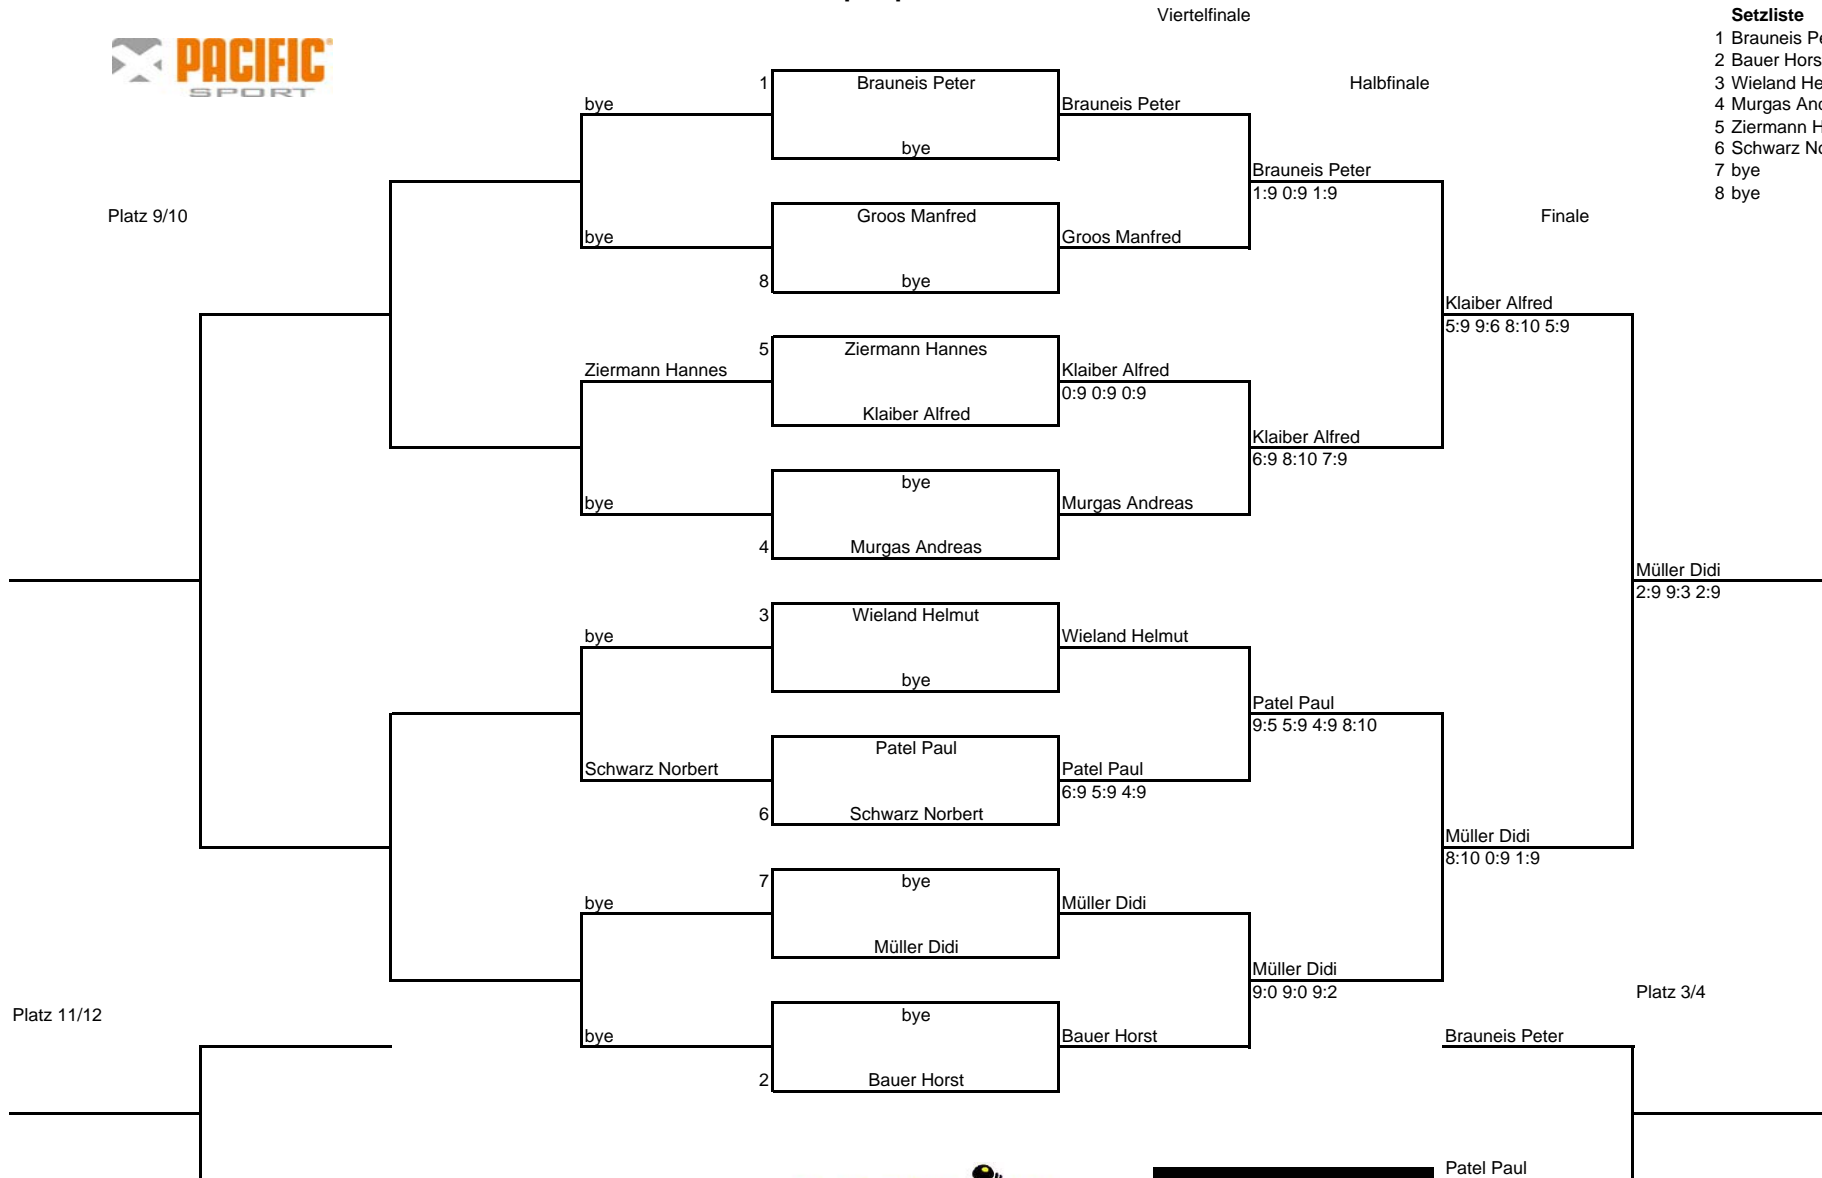 Viertelfinale
Setzliste
1 Brauneis Pe
2 Bauer Hors
3 Wieland He
4 Murgas And
5 Ziermann H
6 Schwarz No
7 bye
8 bye
PACIFIC
SPORT
Halbfinale
1 Brauneis Peter
bye
bye
Brauneis Peter
Brauneis Peter
1:9 0:9 1:9
Platz 9/10
Finale
Groos Manfred
bye
Groos Manfred
8 bye
Klaiber Alfred
5:9 9:6 8:10 5:9
5 Ziermann Hannes
Ziermann Hannes
Klaiber Alfred
Klaiber Alfred
0:9 0:9 0:9
Klaiber Alfred
6:9 8:10 7:9
bye
bye
Murgas Andreas
4 Murgas Andreas
Müller Didi
2:9 9:3 2:9
3 Wieland Helmut
bye
bye
Wieland Helmut
Patel Paul
9:5 5:9 4:9 8:10
Patel Paul
Schwarz Norbert
6 Schwarz Norbert
Patel Paul
6:9 5:9 4:9
Müller Didi
8:10 0:9 1:9
7 bye
bye
Müller Didi
Müller Didi
Müller Didi
9:0 9:0 9:2
Platz 3/4
Platz 11/12
bye
bye
Bauer Horst
Brauneis Peter
2 Bauer Horst
Patel Paul